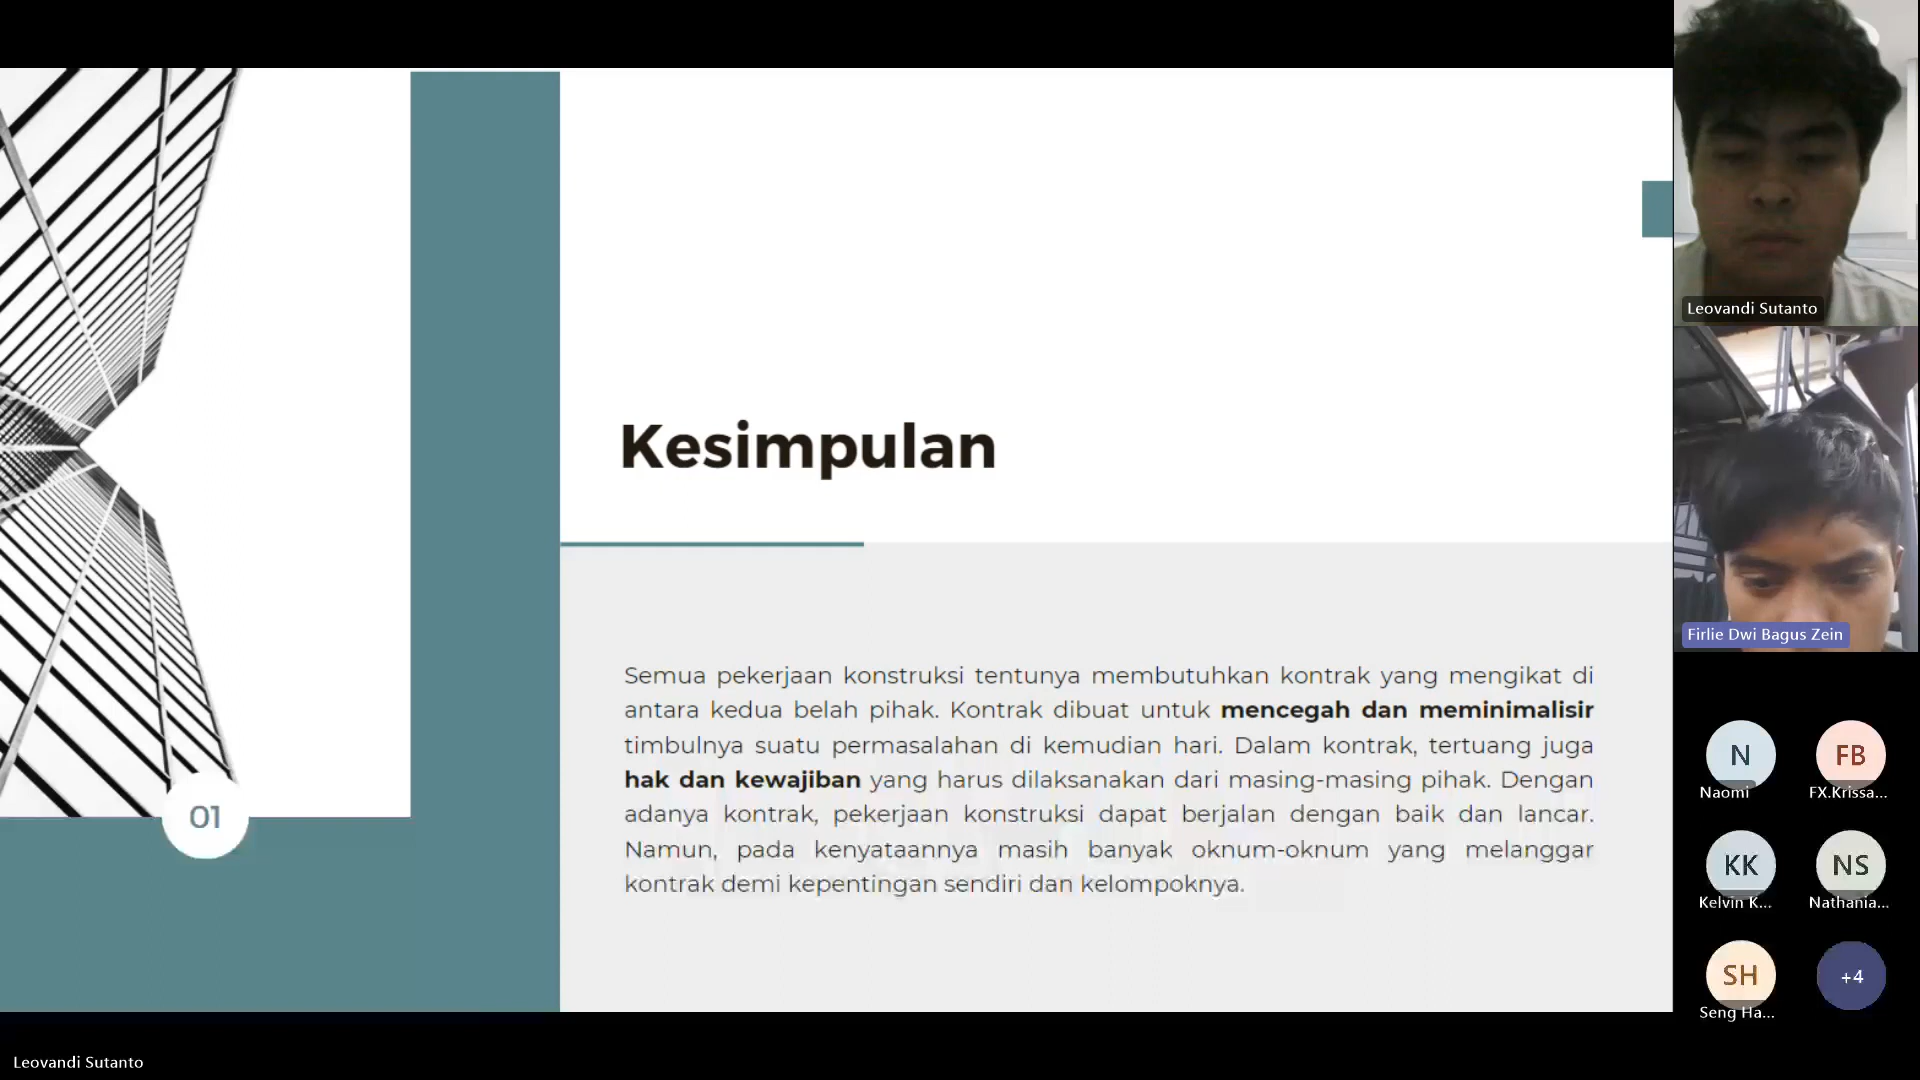 Kesimpulan
Semua pekerjaan konstruksi tentunya membutuhkan kontrak yang mengikat di
antara kedua belah pihak. Kontrak dibuat untuk mencegah dan meminimalisir
timbulnya suatu permasalahan di kemudian hari. Dalam kontrak, tertuang juga
hak dan kewajiban yang harus dilaksanakan dari masing-masing pihak. Dengan
adanya kontrak, pekerjaan konstruksi dapat berjalan dengan baik dan lancar.
Namun, pada kenyataannya masih banyak oknum-oknum yang melanggar
kontrak demi kepentingan sendiri dan kelompoknya.
01
Leovandi Sutanto
Firlie Dwi Bagus Zein
N
Naomi
FB
FX.Krissa...
KK
Kelvin K...
NS
Nathania...
SH
Seng Ha...
+4
Leovandi Sutanto